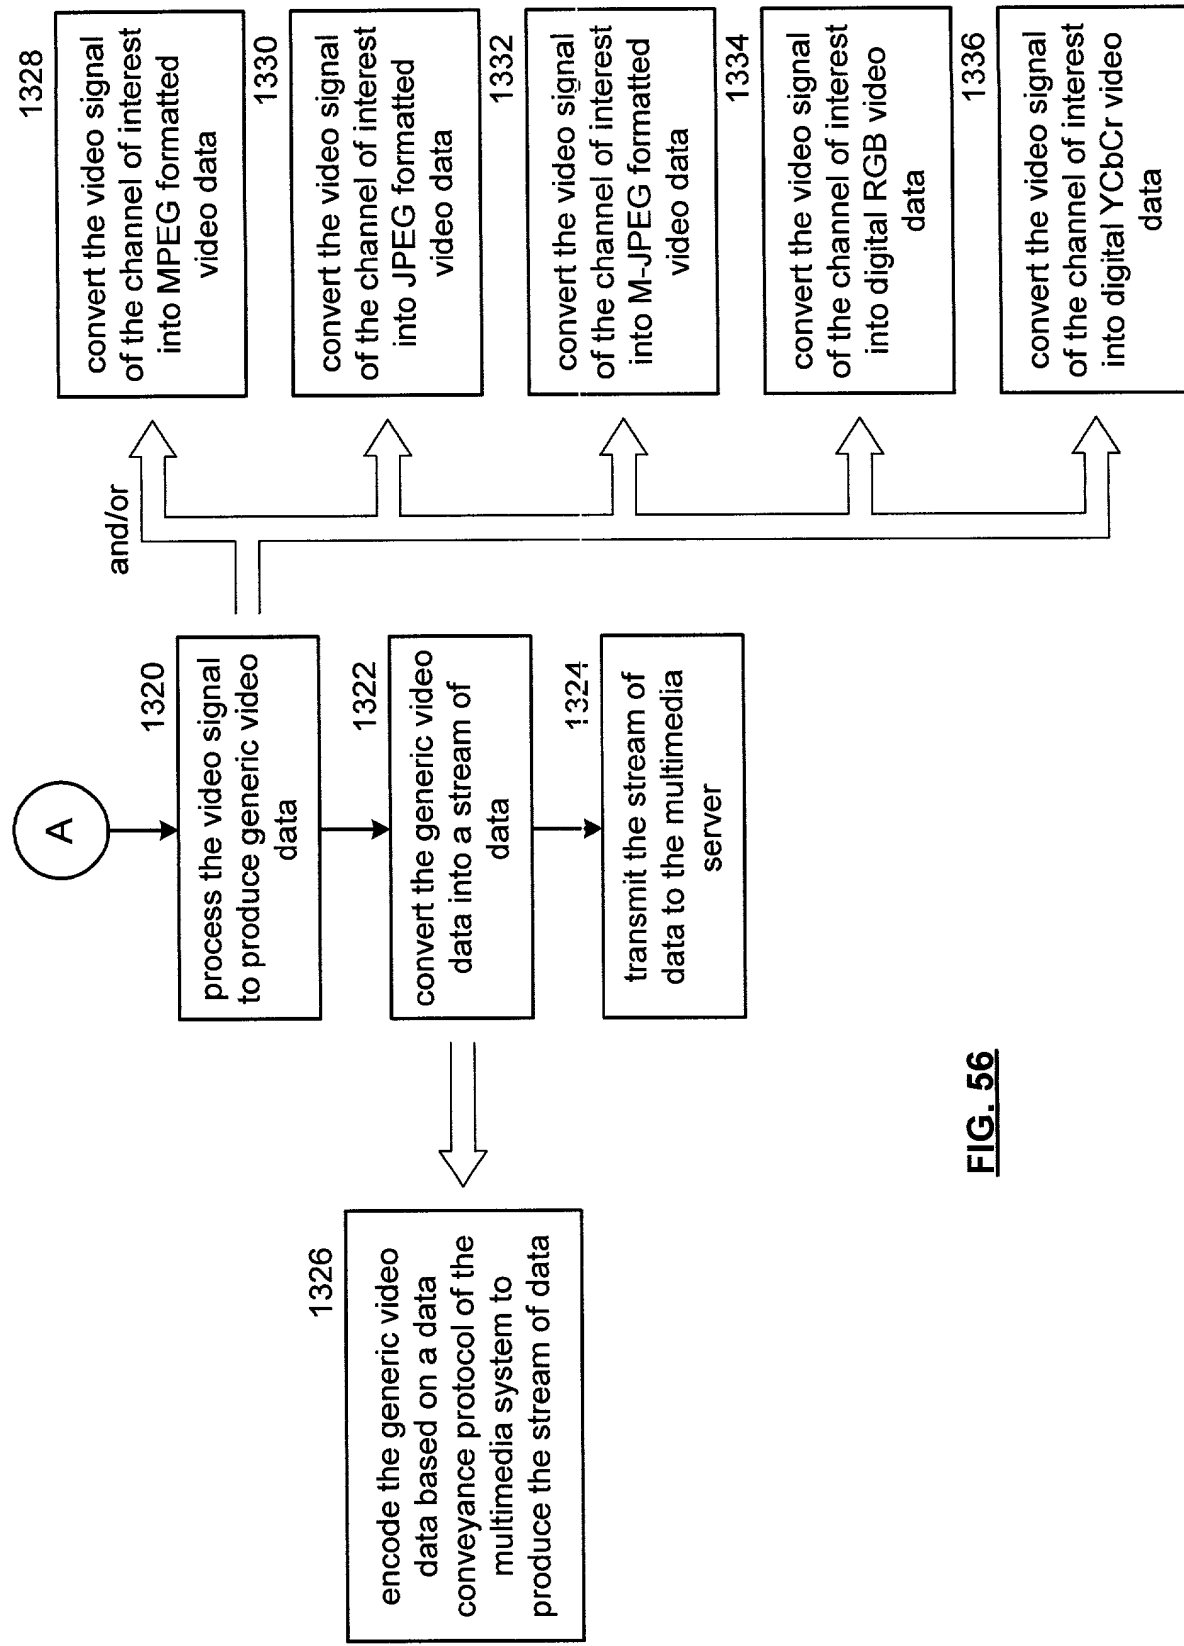 A
1320
process the video signal
to produce generic video
data
1322
convert the generic video
data into a stream of
data
1324
transmit the stream of
data to the multimedia
server
1326
encode the generic video
data based on a data
conveyance protocol of the
multimedia system to
produce the stream of data
and/or
1328
convert the video signal
of the channel of interest
into MPEG formatted
video data
1330
convert the video signal
of the channel of interest
into JPEG formatted
video data
1332
convert the video signal
of the channel of interest
into M-JPEG formatted
video data
1334
convert the video signal
of the channel of interest
into digital RGB video
data
1336
convert the video signal
of the channel of interest
into digital YCbCr video
data
FIG. 56